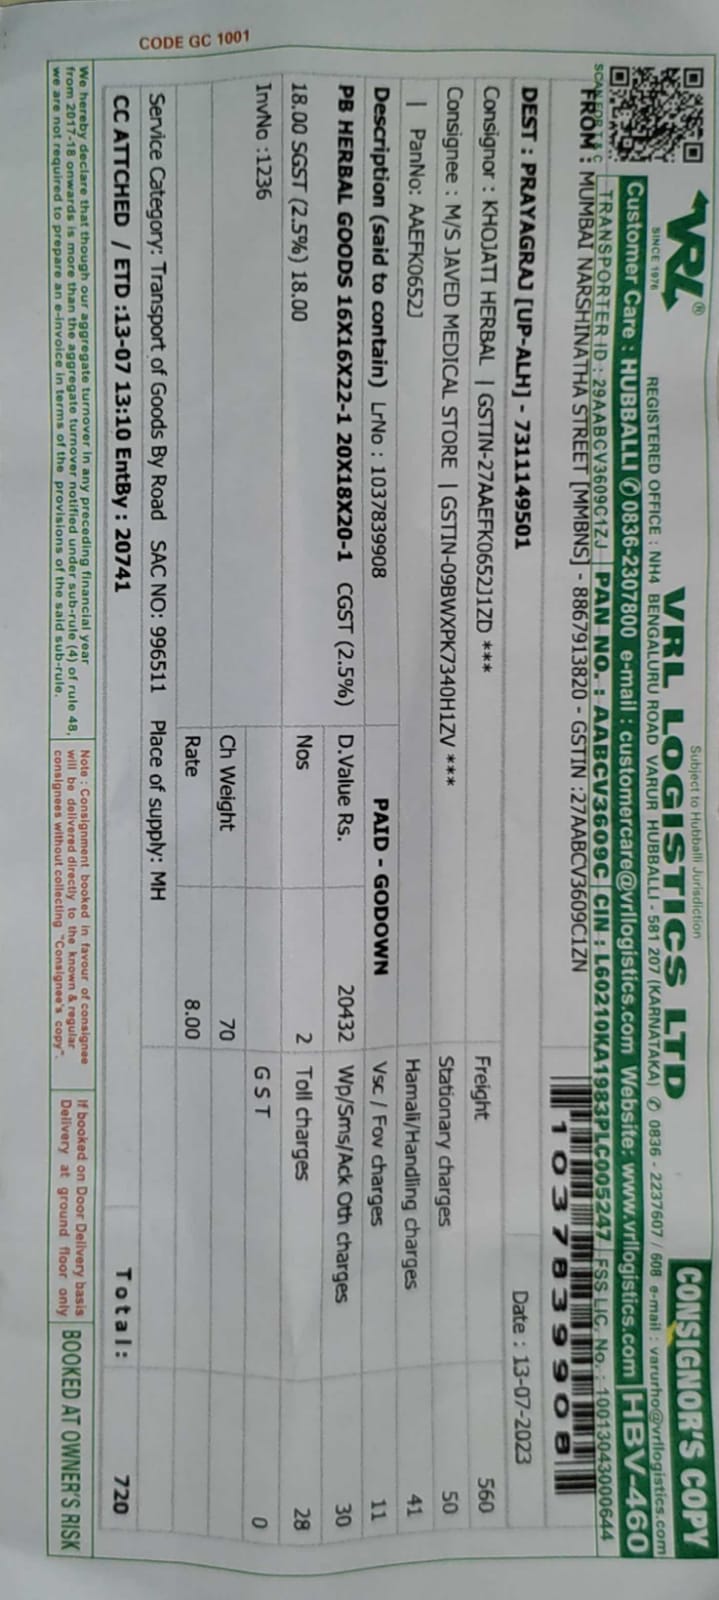 CODE GC 1001
Subject to Hubballi Jurisdiction
CONSIGNOR'S COPY
VRL®
SINCE 1976
VRL LOGISTICS LTD
REGISTERED OFFICE : NH4 BENGALURU ROAD VARUR HUBBALLI - 581 207 (KARNATAKA) ✆ 0836 - 2237607 / 608 e-mail : varurho@vrllogistics.com
Customer Care : HUBBALLI ✆ 0836-2307800 e-mail : customercare@vrllogistics.com Website: www.vrllogistics.com HBV-460
SCAN FOR T & C
TRANSPORTER ID : 29AABCV3609C1ZJ PAN NO. : AABCV3609C CIN : L60210KA1983PLC005247 FSS LIC. No. : 10013043000644
FROM : MUMBAI NARSHINATHA STREET [MMBNS] - 8867913820 - GSTIN :27AABCV3609C1ZN
1037839908
DEST : PRAYAGRAJ [UP-ALH] - 7311149501
Date : 13-07-2023
Consignor : KHOJATI HERBAL | GSTIN-27AAEFK0652J1ZD ***
Freight 560
Consignee : M/S JAVED MEDICAL STORE | GSTIN-09BWXPK7340H1ZV ***
Stationary charges 50
| PanNo: AAEFK0652J
Hamali/Handling charges 41
Description (said to contain) LrNo : 1037839908
PAID - GODOWN
Vsc / Fov charges 11
PB HERBAL GOODS 16X16X22-1 20X18X20-1 CGST (2.5%)
D.Value Rs. 20432
Wp/Sms/Ack Oth charges 30
18.00 SGST (2.5%) 18.00
Nos 2
Toll charges 28
InvNo :1236
G S T 0
Ch Weight 70
Rate 8.00
Service Category: Transport of Goods By Road SAC NO: 996511 Place of supply: MH
CC ATTCHED / ETD :13-07 13:10 EntBy : 20741
Total: 720
We hereby declare that though our aggregate turnover in any preceding financial year
from 2017-18 onwards is more than the aggregate turnover notified under sub-rule (4) of rule 48,
we are not required to prepare an e-invoice in terms of the provisions of the said sub-rule.
Note : Consignment booked in favour of consignee
will be delivered directly to the known & regular
consignees without collecting "Consignee's copy".
If booked on Door Delivery basis
Delivery at ground floor only
BOOKED AT OWNER'S RISK